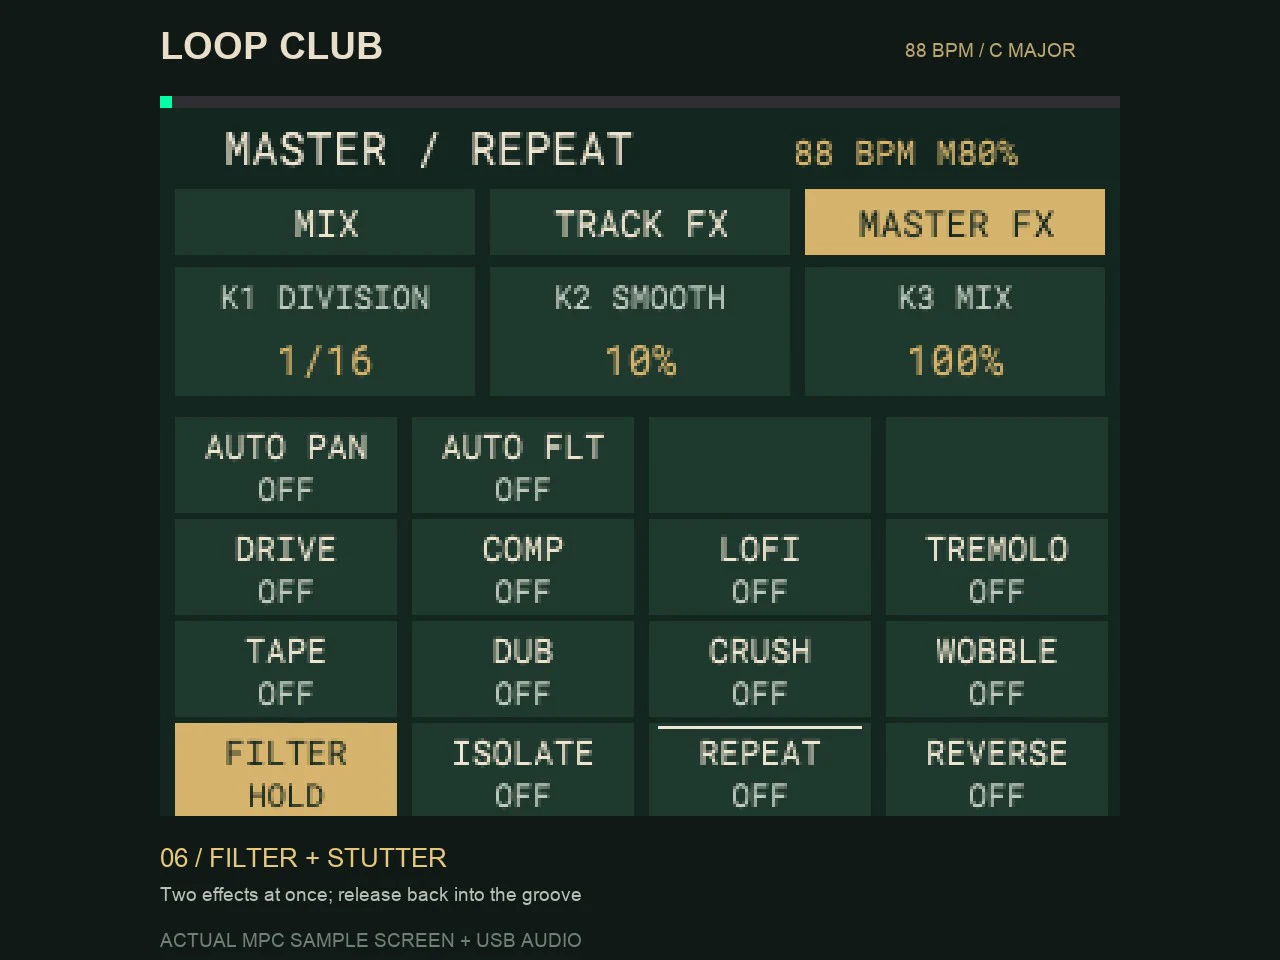 LOOP CLUB
88 BPM / C MAJOR
MASTER / REPEAT
88 BPM M80%
MIX
TRACK FX
MASTER FX
K1 DIVISION
K2 SMOOTH
K3 MIX
1/16
10%
100%
AUTO PAN
AUTO FLT
OFF
OFF
DRIVE
COMP
LOFI
TREMOLO
OFF
OFF
OFF
OFF
TAPE
DUB
CRUSH
WOBBLE
OFF
OFF
OFF
OFF
FILTER
ISOLATE
REPEAT
REVERSE
HOLD
OFF
OFF
OFF
06 / FILTER + STUTTER
Two effects at once; release back into the groove
ACTUAL MPC SAMPLE SCREEN + USB AUDIO